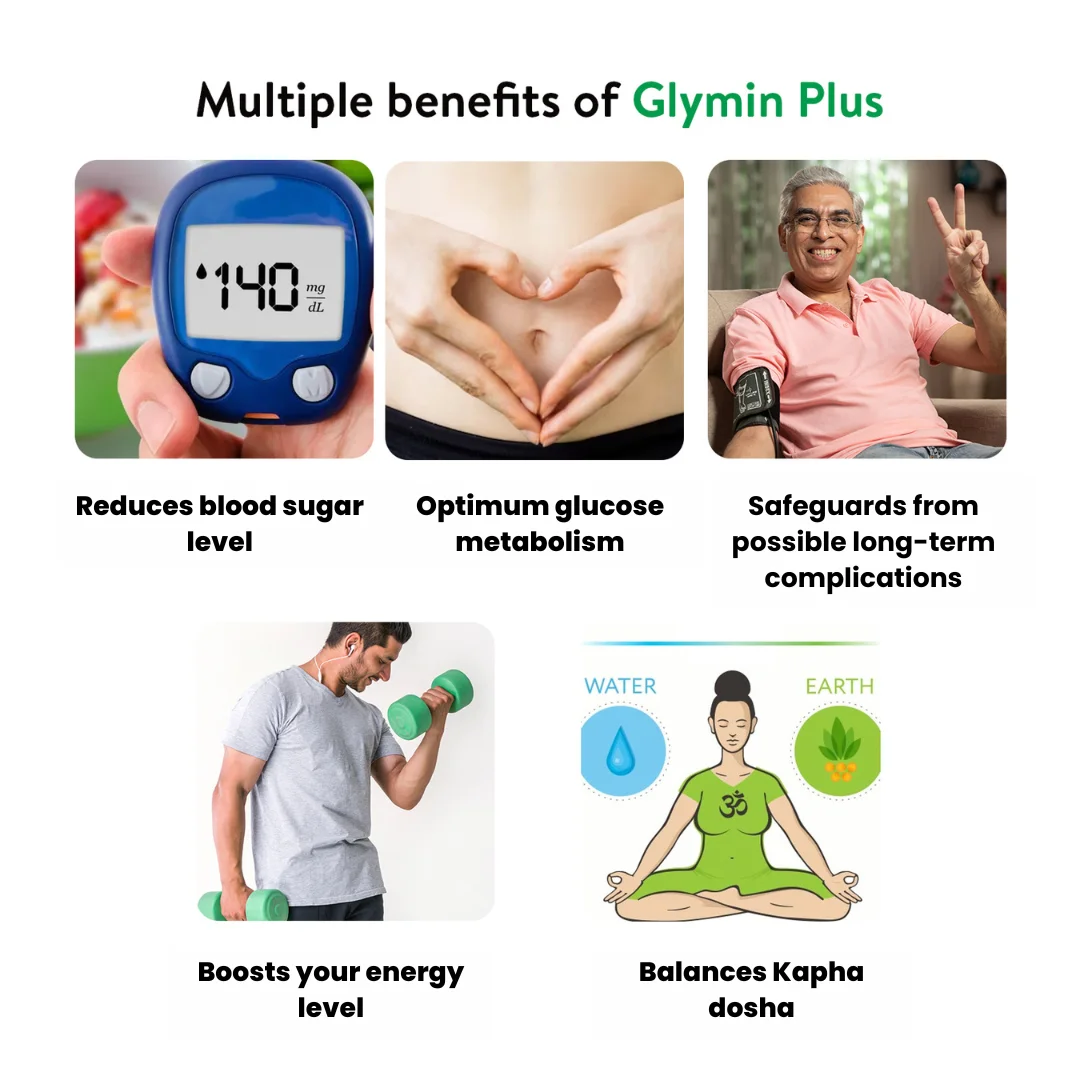 Multiple benefits of Glymin Plus
140 mg/dL
Reduces blood sugar
level
Optimum glucose
metabolism
Safeguards from
possible long-term
complications
WATER
EARTH
ॐ
Boosts your energy
level
Balances Kapha
dosha